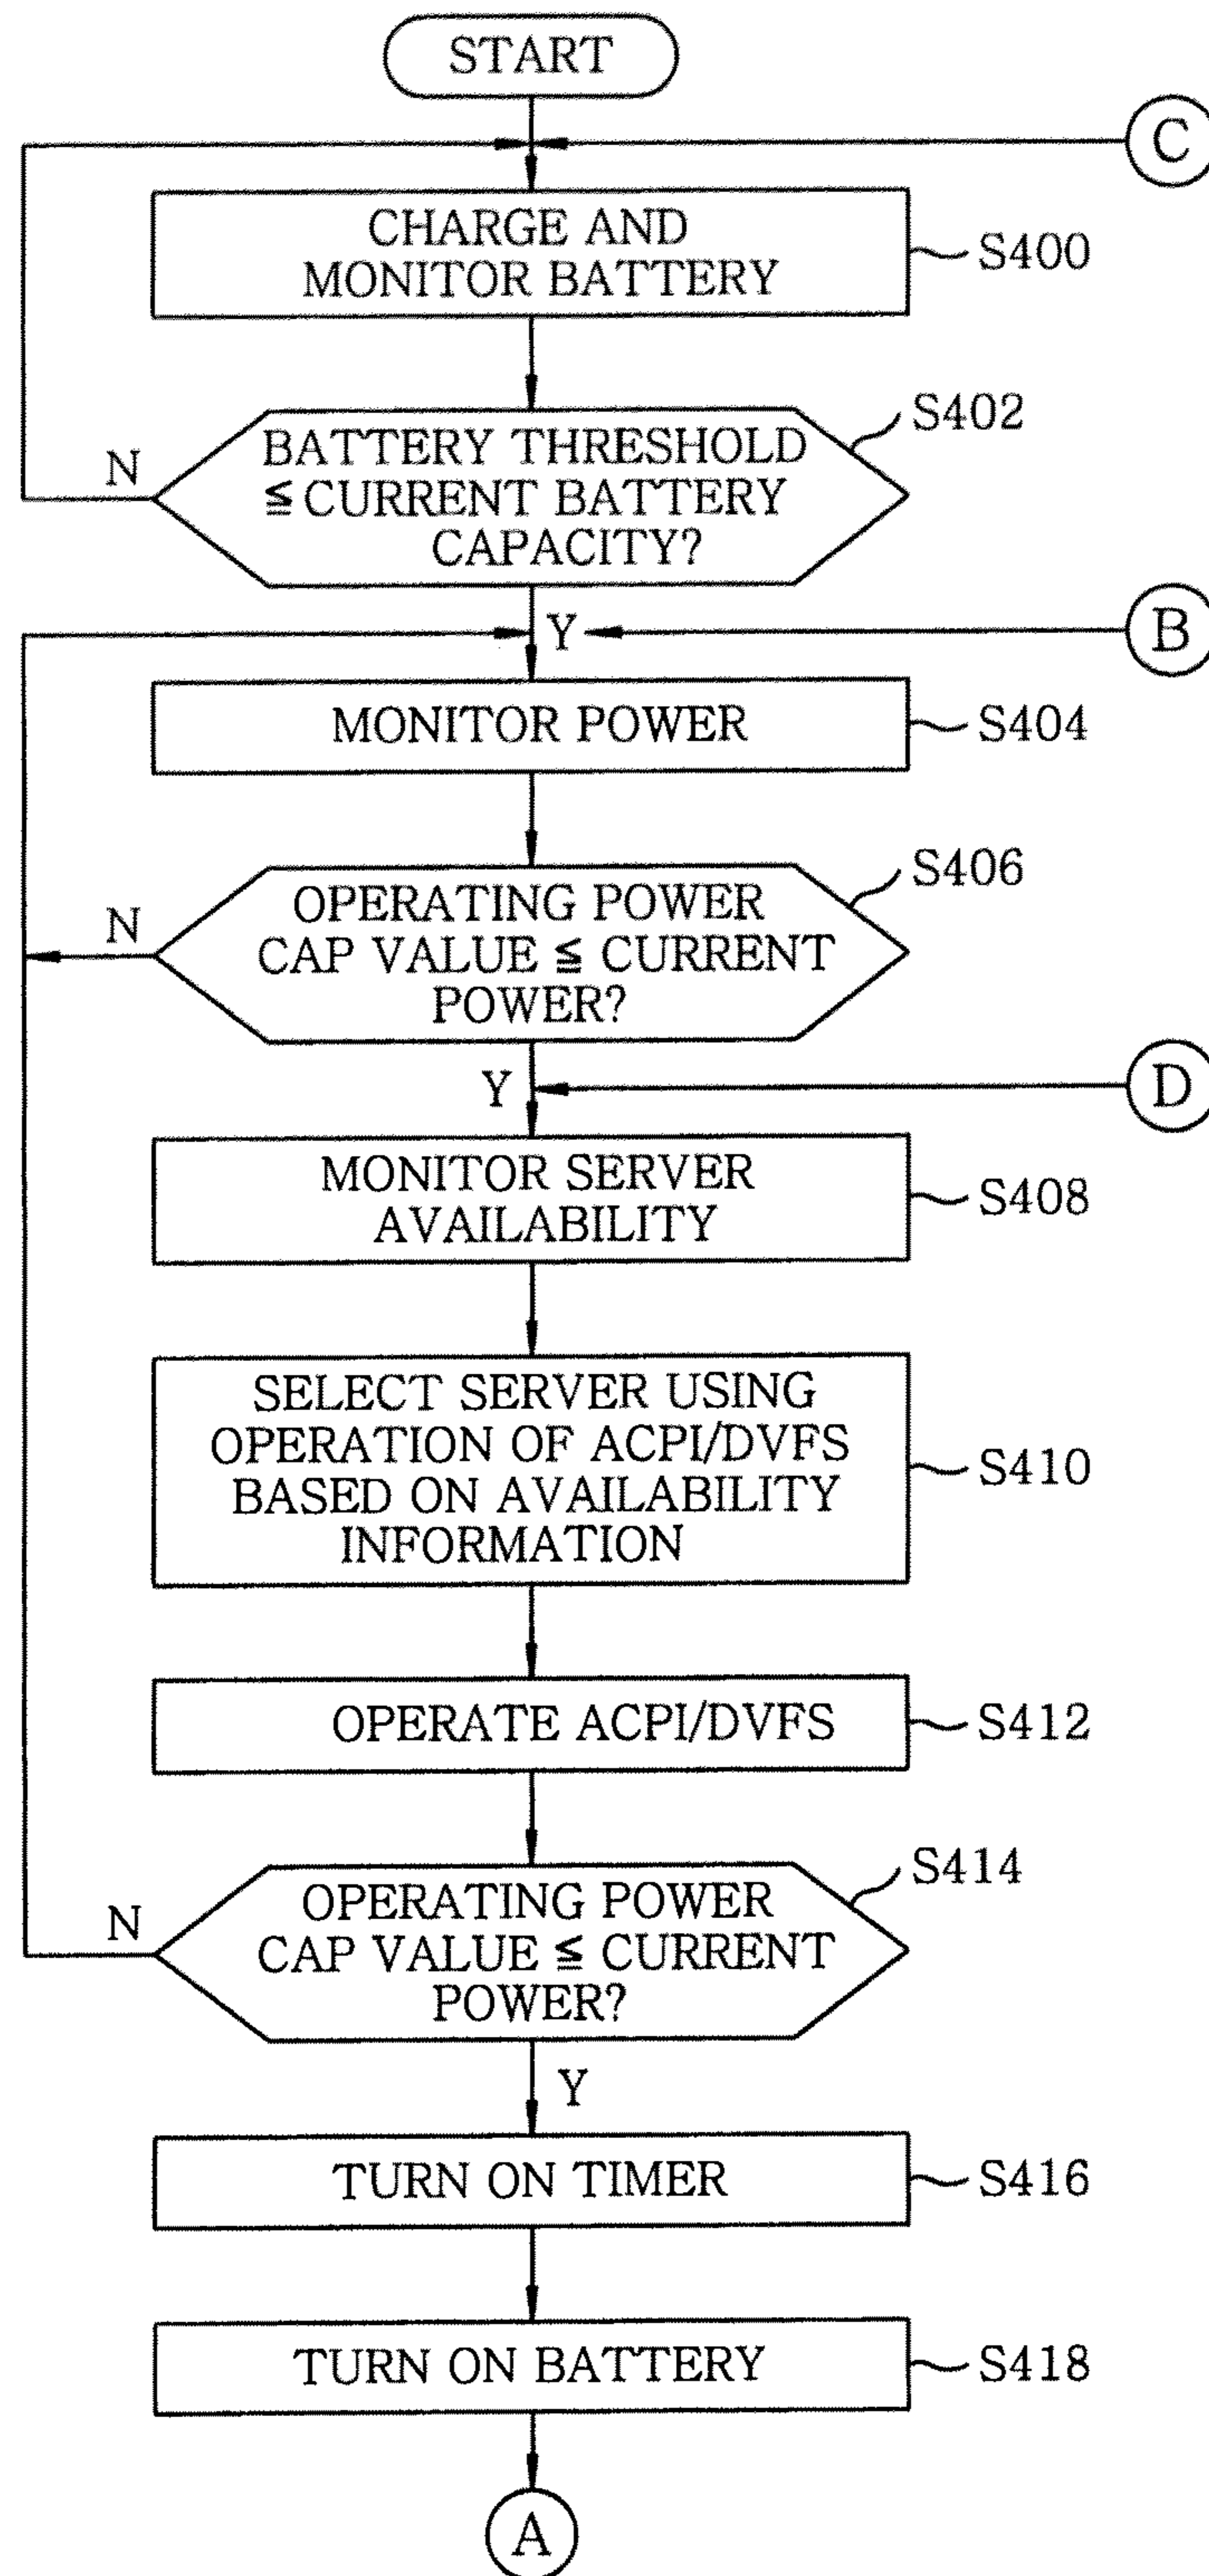 START
C
CHARGE AND
MONITOR BATTERY
S400
S402
BATTERY THRESHOLD
≦ CURRENT BATTERY
CAPACITY?
N
Y
B
MONITOR POWER
S404
S406
OPERATING POWER
CAP VALUE ≦ CURRENT
POWER?
N
Y
D
MONITOR SERVER
AVAILABILITY
S408
SELECT SERVER USING
OPERATION OF ACPI/DVFS
BASED ON AVAILABILITY
INFORMATION
S410
OPERATE ACPI/DVFS
S412
S414
OPERATING POWER
CAP VALUE ≦ CURRENT
POWER?
N
Y
TURN ON TIMER
S416
TURN ON BATTERY
S418
A